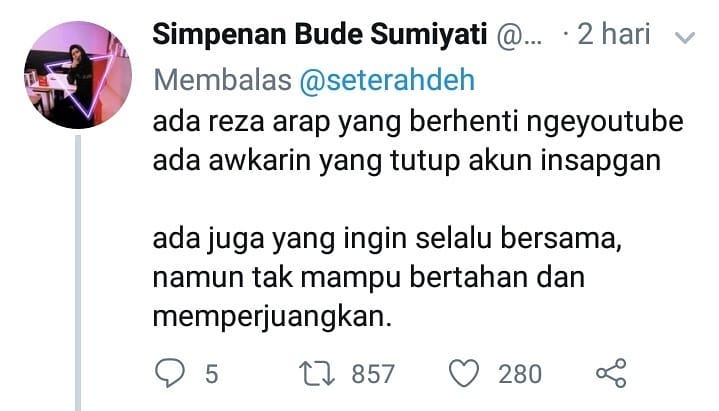 Simpenan Bude Sumiyati @... · 2 hari
Membalas @seterahdeh
ada reza arap yang berhenti ngeyoutube
ada awkarin yang tutup akun insapgan
ada juga yang ingin selalu bersama,
namun tak mampu bertahan dan
memperjuangkan.
5 857 280